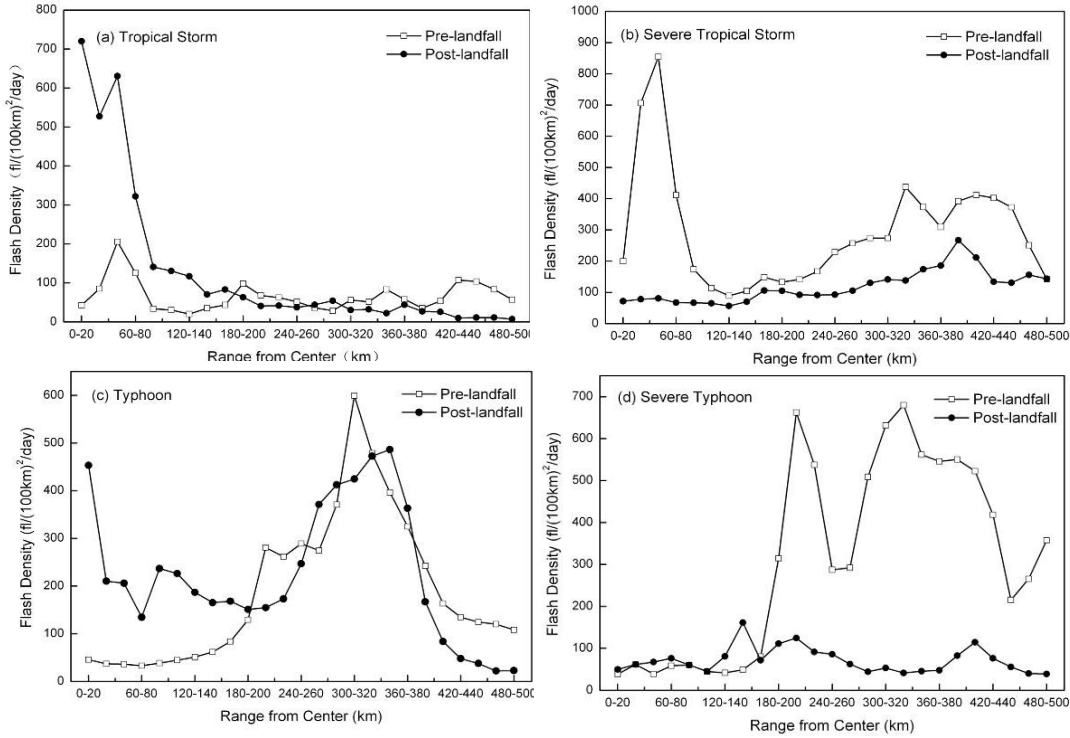 (a) Tropical Storm
Pre-landfall
Post-landfall
800
700
600
500
400
300
200
100
0
Flash Density（fl/(100km)²/day）
0-20 60-80 120-140 180-200 240-260 300-320 360-380 420-440 480-500
Range from Center（km）
(b) Severe Tropical Storm
Pre-landfall
Post-landfall
1000
900
800
700
600
500
400
300
200
100
0
Flash Density (fl/(100km)²/day)
0-20 60-80 120-140 180-200 240-260 300-320 360-380 420-440 480-500
Range from Center (km)
(c) Typhoon
Pre-landfall
Post-landfall
600
500
400
300
200
100
0
Flash Density (fl/(100km)²/day)
0-20 60-80 120-140 180-200 240-260 300-320 360-380 420-440 480-500
Range from Center (km)
(d) Severe Typhoon
Pre-landfall
Post-landfall
700
600
500
400
300
200
100
0
Flash Density (fl/(100km)²/day)
0-20 60-80 120-140 180-200 240-260 300-320 360-380 420-440 480-500
Range from Center (km)